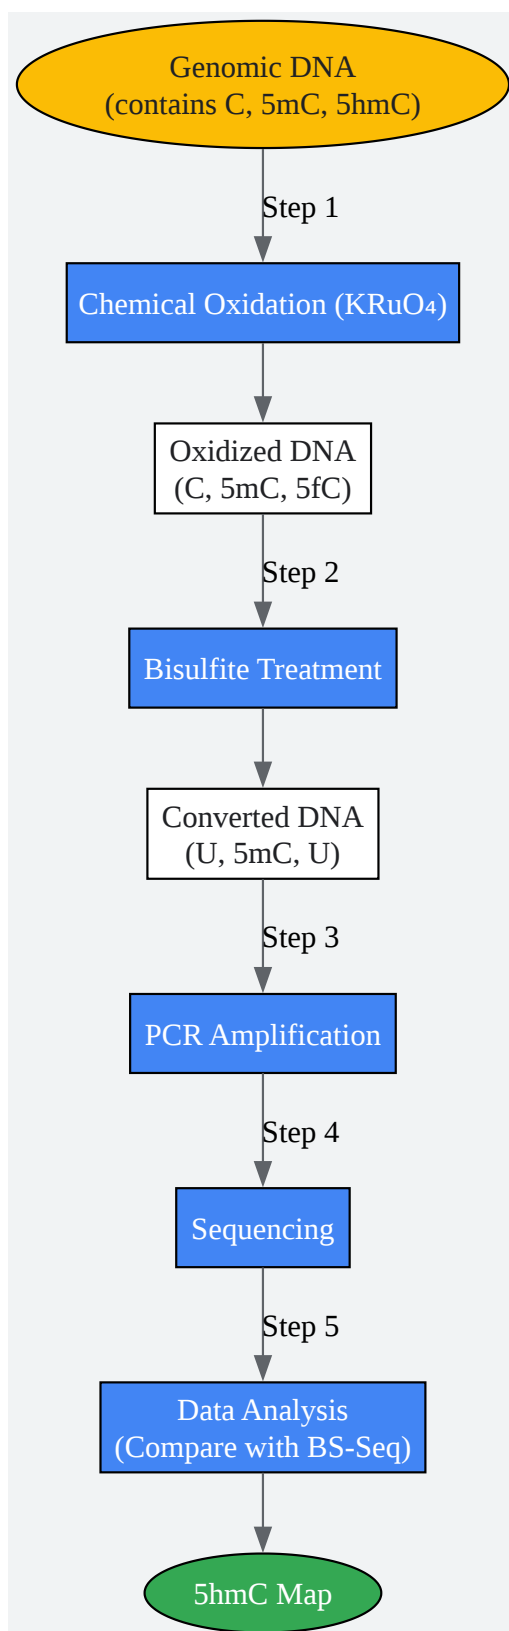 Genomic DNA
(contains C, 5mC, 5hmC)
Step 1
Chemical Oxidation (KRuO₄)
Oxidized DNA
(C, 5mC, 5fC)
Step 2
Bisulfite Treatment
Converted DNA
(U, 5mC, U)
Step 3
PCR Amplification
Step 4
Sequencing
Step 5
Data Analysis
(Compare with BS-Seq)
5hmC Map